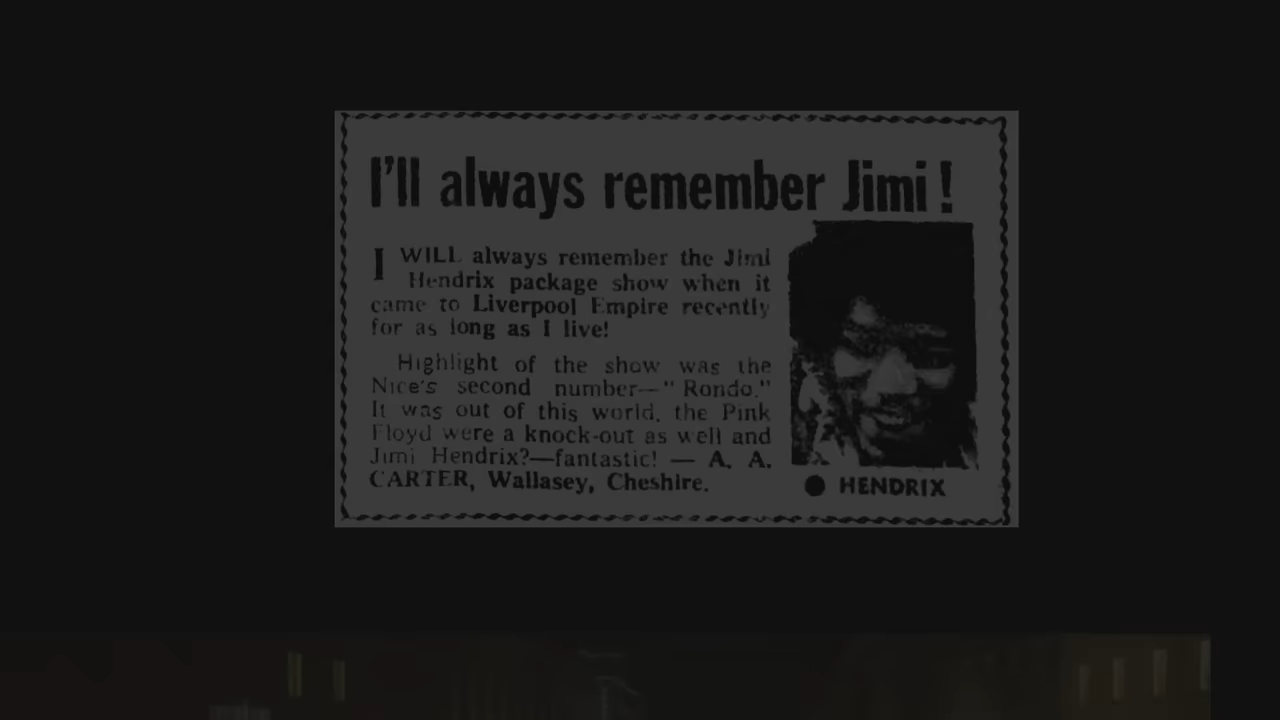 I'll always remember Jimi!
I WILL always remember the Jimi
Hendrix package show when it
came to Liverpool Empire recently
for as long as I live!
Highlight of the show was the
Nice's second number—"Rondo."
It was out of this world, the Pink
Floyd were a knock-out as well and
Jimi Hendrix?—fantastic! — A. A.
CARTER, Wallasey, Cheshire.
● HENDRIX